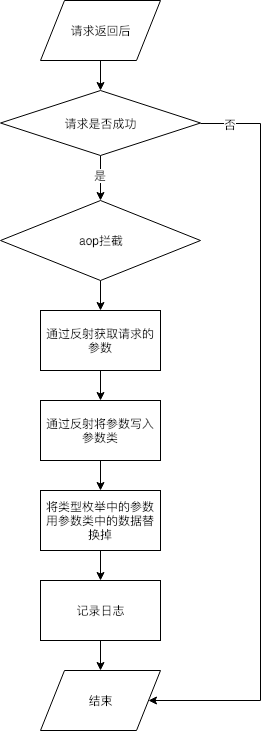 请求返回后
请求是否成功
否
是
aop拦截
通过反射获取请求的
参数
通过反射将参数写入
参数类
将类型枚举中的参数
用参数类中的数据替
换掉
记录日志
结束